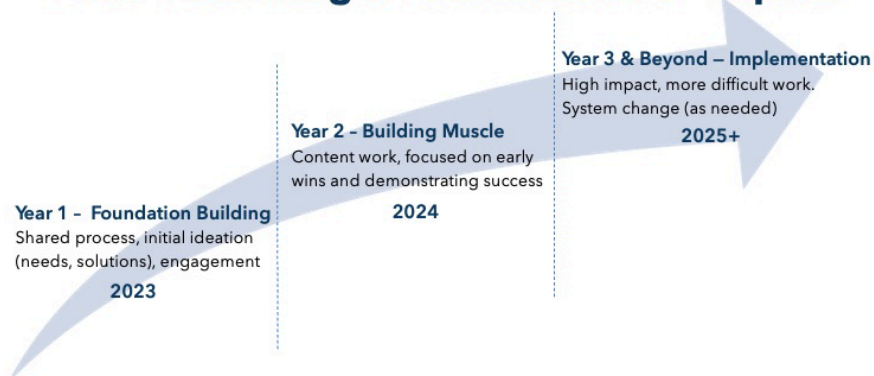 Year 1 – Foundation Building
Shared process, initial ideation
(needs, solutions), engagement
2023
Year 2 – Building Muscle
Content work, focused on early
wins and demonstrating success
2024
Year 3 & Beyond – Implementation
High impact, more difficult work.
System change (as needed)
2025+